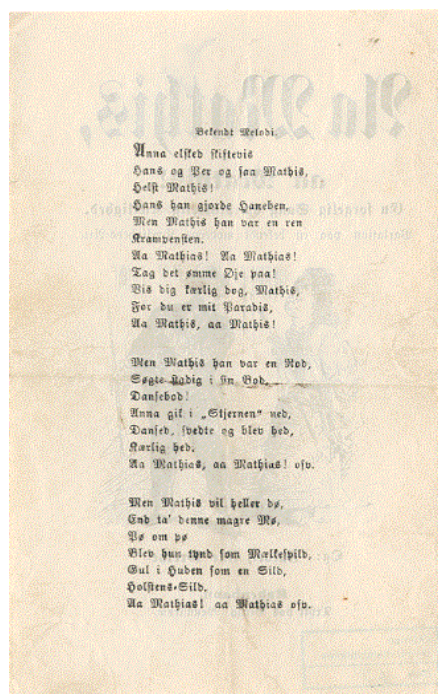 Bekendt Melodi.
Anna elsked skiftevis
Hans og Per og saa Mathis,
Helst Mathis!
Hans han gjorde Haneben.
Men Mathis han var en ren
Krampensten.
Aa Mathias! Aa Mathias!
Tag det ømme Øje paa!
Vis dig kærlig dog, Mathis,
For du er mit Paradis,
Aa Mathis, aa Mathis!
Men Mathis han var en Rod,
Søgte stadig i sin Bod,
Dansebod!
Anna gik i „Stjernen“ ned,
Dansed, svedte og blev hed,
Kærlig hed.
Aa Mathias, aa Mathias! osv.
Men Mathis vil heller dø,
End ta' denne magre Mø,
Pø om pø
Blev hun tynd som Mælkespild,
Gul i Huden som en Sild,
Holstens-Sild.
Aa Mathias! aa Mathias osv.